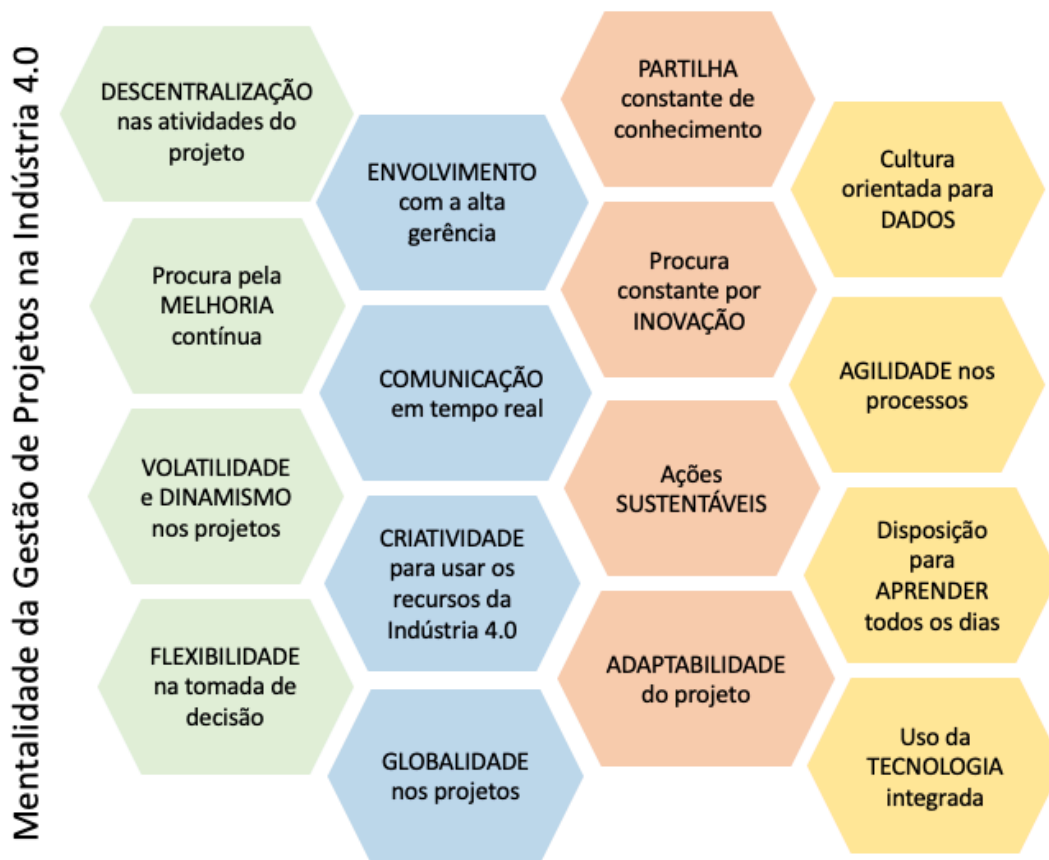 Mentalidade da Gestão de Projetos na Indústria 4.0
DESCENTRALIZAÇÃO
nas atividades do
projeto
Procura pela
MELHORIA
contínua
VOLATILIDADE
e DINAMISMO
nos projetos
FLEXIBILIDADE
na tomada de
decisão
ENVOLVIMENTO
com a alta
gerência
COMUNICAÇÃO
em tempo real
CRIATIVIDADE
para usar os
recursos da
Indústria 4.0
GLOBALIDADE
nos projetos
PARTILHA
constante de
conhecimento
Procura
constante por
INOVAÇÃO
Ações
SUSTENTÁVEIS
ADAPTABILIDADE
do projeto
Cultura
orientada para
DADOS
AGILIDADE nos
processos
Disposição
para
APRENDER
todos os dias
Uso da
TECNOLOGIA
integrada